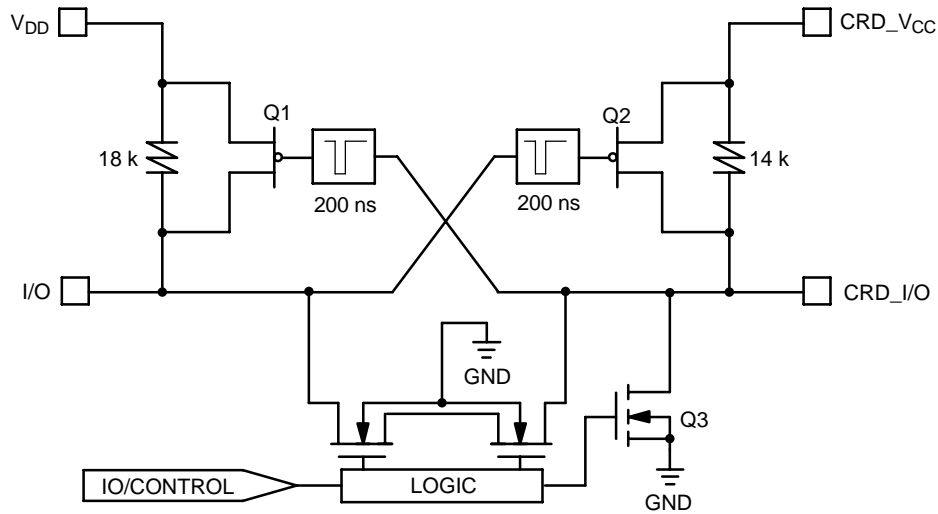 V_DD
CRD_V_CC
Q1
Q2
18 k
14 k
200 ns
200 ns
I/O
CRD_I/O
GND
Q3
IO/CONTROL
LOGIC
GND